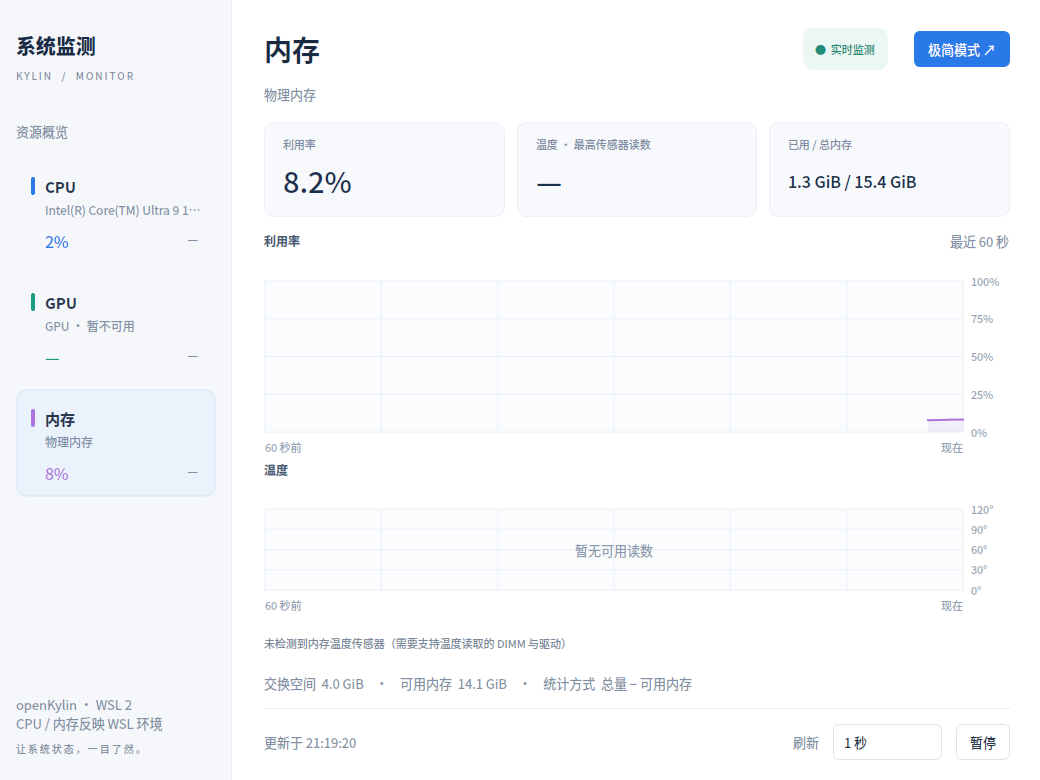 系统监测
KYLIN / MONITOR
资源概览
CPU
Intel(R) Core(TM) Ultra 9 1…
2% —
GPU
GPU · 暂不可用
— —
内存
物理内存
8% —
openKylin · WSL 2
CPU / 内存反映 WSL 环境
让系统状态，一目了然。
内存
● 实时监测
极简模式 ↗
物理内存
利用率
8.2%
温度 · 最高传感器读数
—
已用 / 总内存
1.3 GiB / 15.4 GiB
利用率 最近 60 秒
100%
75%
50%
25%
0%
60 秒前 现在
温度
120°
90°
60°
30°
0°
暂无可用读数
60 秒前 现在
未检测到内存温度传感器（需要支持温度读取的 DIMM 与驱动）
交换空间 4.0 GiB · 可用内存 14.1 GiB · 统计方式 总量 − 可用内存
更新于 21:19:20 刷新 1 秒 暂停